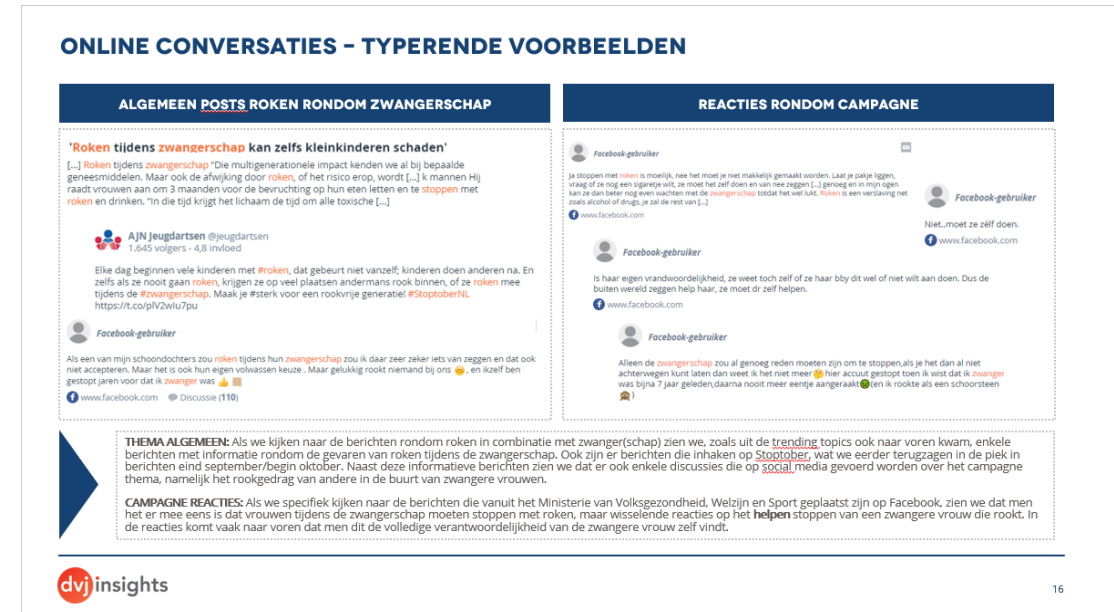 ONLINE CONVERSATIES – TYPERENDE VOORBEELDEN
ALGEMEEN POSTS ROKEN RONDOM ZWANGERSCHAP
'Roken tijdens zwangerschap kan zelfs kleinkinderen schaden'
[...] Roken tijdens zwangerschap "Die multigenerationele impact kenden we al bij bepaalde
geneesmiddelen. Maar ook de afwijking door roken, of het risico erop, wordt [...] k mannen Hij
raadt vrouwen aan om 3 maanden voor de bevruchting op hun eten letten en te stoppen met
roken en drinken. "In die tijd krijgt het lichaam de tijd om alle toxische [...]
AJN Jeugdartsen @jeugdartsen
1.645 volgers - 4,8 invloed
Elke dag beginnen vele kinderen met #roken, dat gebeurt niet vanzelf; kinderen doen anderen na. En
zelfs als ze nooit gaan roken, krijgen ze op veel plaatsen andermans rook binnen, of ze roken mee
tijdens de #zwangerschap. Maak je #sterk voor een rookvrije generatie! #StoptoberNL
https://t.co/plV2wIu7pu
Facebook-gebruiker
Als een van mijn schoondochters zou roken tijdens hun zwangerschap zou ik daar zeer zeker iets van zeggen en dat ook
niet accepteren. Maar het is ook hun eigen volwassen keuze . Maar gelukkig rookt niemand bij ons 😀, en ikzelf ben
gestopt jaren voor dat ik zwanger was 👍
www.facebook.com Discussie (110)
REACTIES RONDOM CAMPAGNE
Facebook-gebruiker
Ja stoppen met roken is moeilijk, nee het moet je niet makkelijk gemaakt worden. Laat je pakje liggen,
vraag of ze nog een sigaretje wilt, ze moet het zelf doen en van nee zeggen [...] genoeg en in mijn ogen
kan ze dan beter nog even wachten met de zwangerschap totdat het wel lukt. Roken is een verslaving net
zoals alcohol of drugs, je zal de rest van [...]
www.facebook.com
Facebook-gebruiker
Niet..moet ze zélf doen.
www.facebook.com
Facebook-gebruiker
Is haar eigen vrandwoordelijkheid, ze weet toch zelf of ze haar bby dit wel of niet wilt aan doen. Dus de
buiten wereld zeggen help haar, ze moet dr zelf helpen.
www.facebook.com
Facebook-gebruiker
Alleen de zwangerschap zou al genoeg reden moeten zijn om te stoppen,als je het dan al niet
achterwegen kunt laten dan weet ik het niet meer🤔hier accuut gestopt toen ik wist dat ik zwanger
was bijna 7 jaar geleden,daarna nooit meer eentje aangeraakt🤢(en ik rookte als een schoorsteen
🙈)
THEMA ALGEMEEN: Als we kijken naar de berichten rondom roken in combinatie met zwanger(schap) zien we, zoals uit de trending topics ook naar voren kwam, enkele
berichten met informatie rondom de gevaren van roken tijdens de zwangerschap. Ook zijn er berichten die inhaken op Stoptober, wat we eerder terugzagen in de piek in
berichten eind september/begin oktober. Naast deze informatieve berichten zien we dat er ook enkele discussies die op social media gevoerd worden over het campagne
thema, namelijk het rookgedrag van andere in de buurt van zwangere vrouwen.
CAMPAGNE REACTIES: Als we specifiek kijken naar de berichten die vanuit het Ministerie van Volksgezondheid, Welzijn en Sport geplaatst zijn op Facebook, zien we dat men
het er mee eens is dat vrouwen tijdens de zwangerschap moeten stoppen met roken, maar wisselende reacties op het helpen stoppen van een zwangere vrouw die rookt. In
de reacties komt vaak naar voren dat men dit de volledige verantwoordelijkheid van de zwangere vrouw zelf vindt.
dvj insights
16